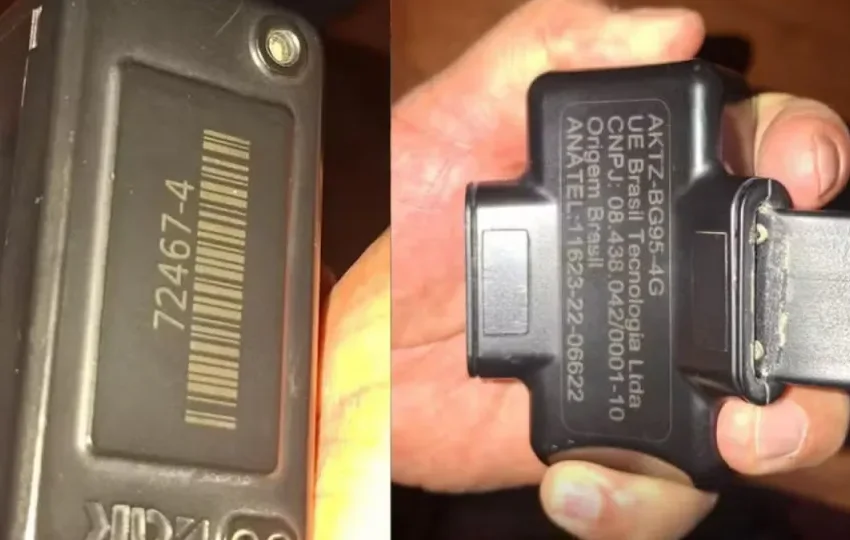 72467-4
AKTZ-BG95-4G
UE Brasil Tecnologia Ltda
CNPJ: 08.438.042/0001-10
Origem Brasil
ANATEL:11623-22-06622